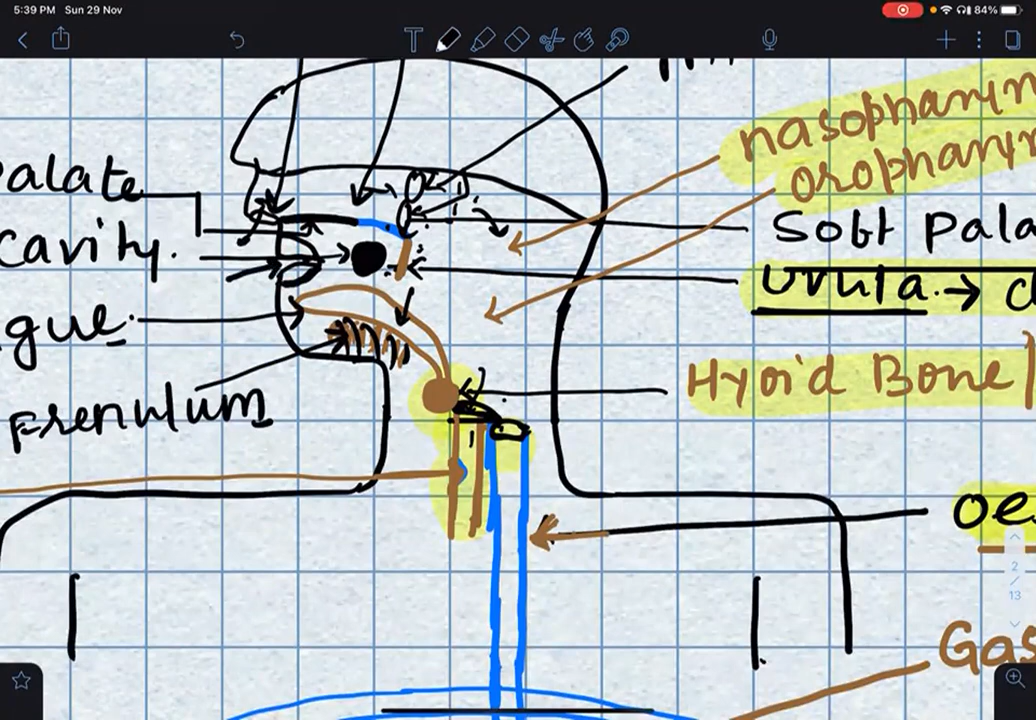 5:39 PM Sun 29 Nov
84%
T
nasopharyn
oropharyn
Palate
cavity.
Soft Pala
Uvula. → c
gue.
Hyoid Bone
Frenulum
oe
2
/
13
Gas